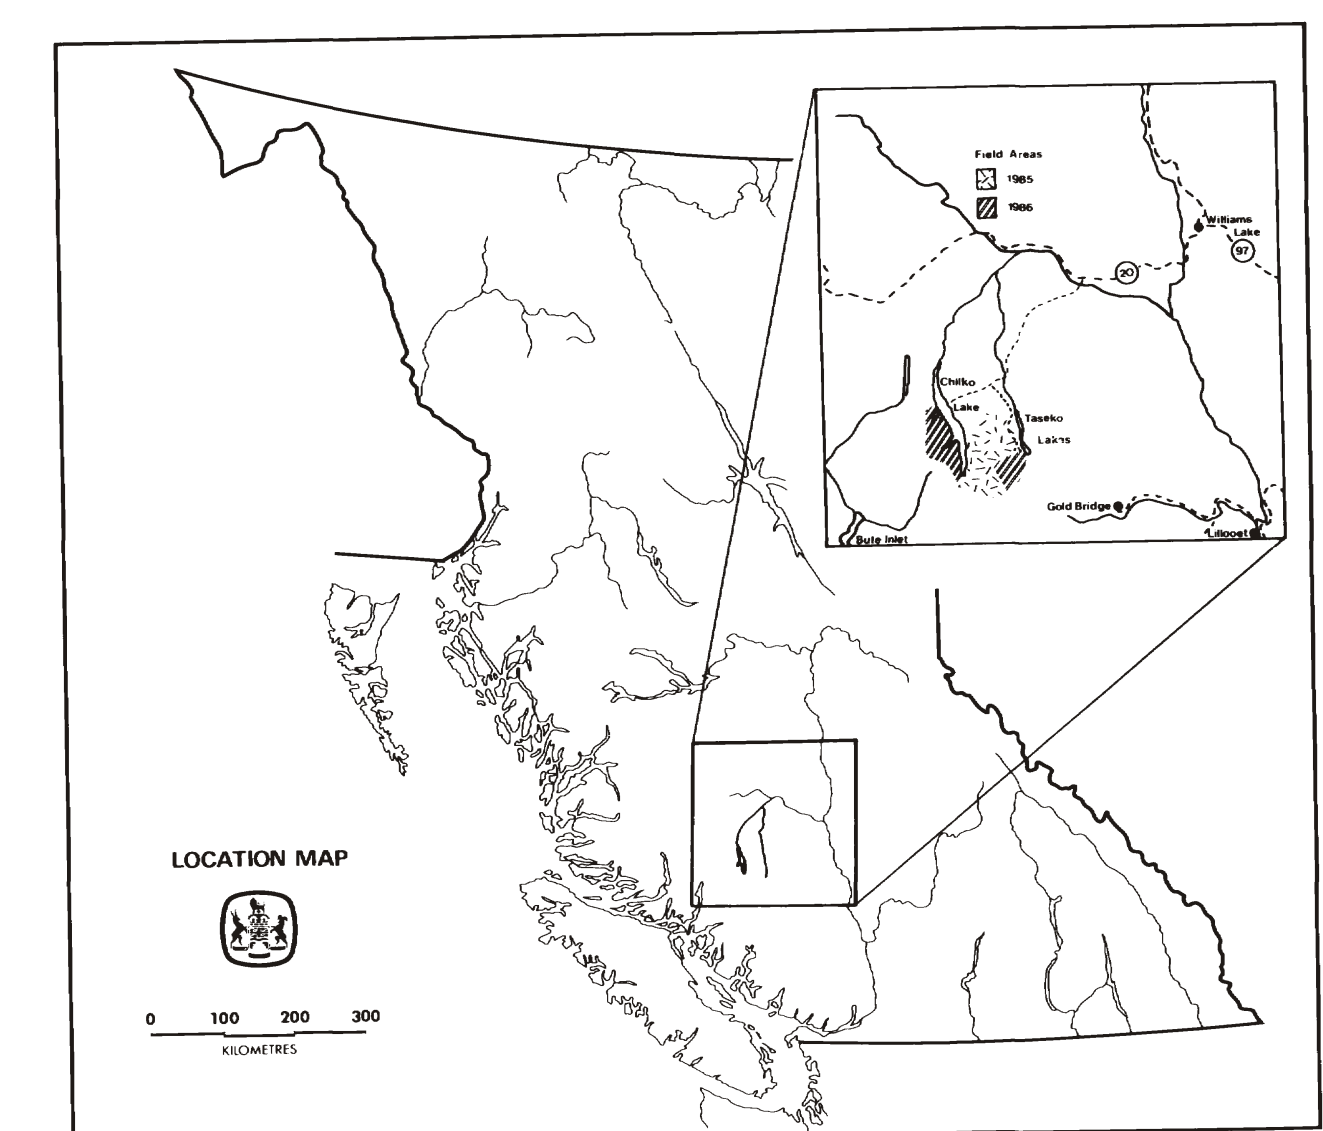 Field Areas
1985
1986
Williams
Lake
97
20
Chilko
Lake
Taseko
Lakes
Gold Bridge
Lillooet
Bute Inlet
LOCATION MAP
0 100 200 300
KILOMETRES